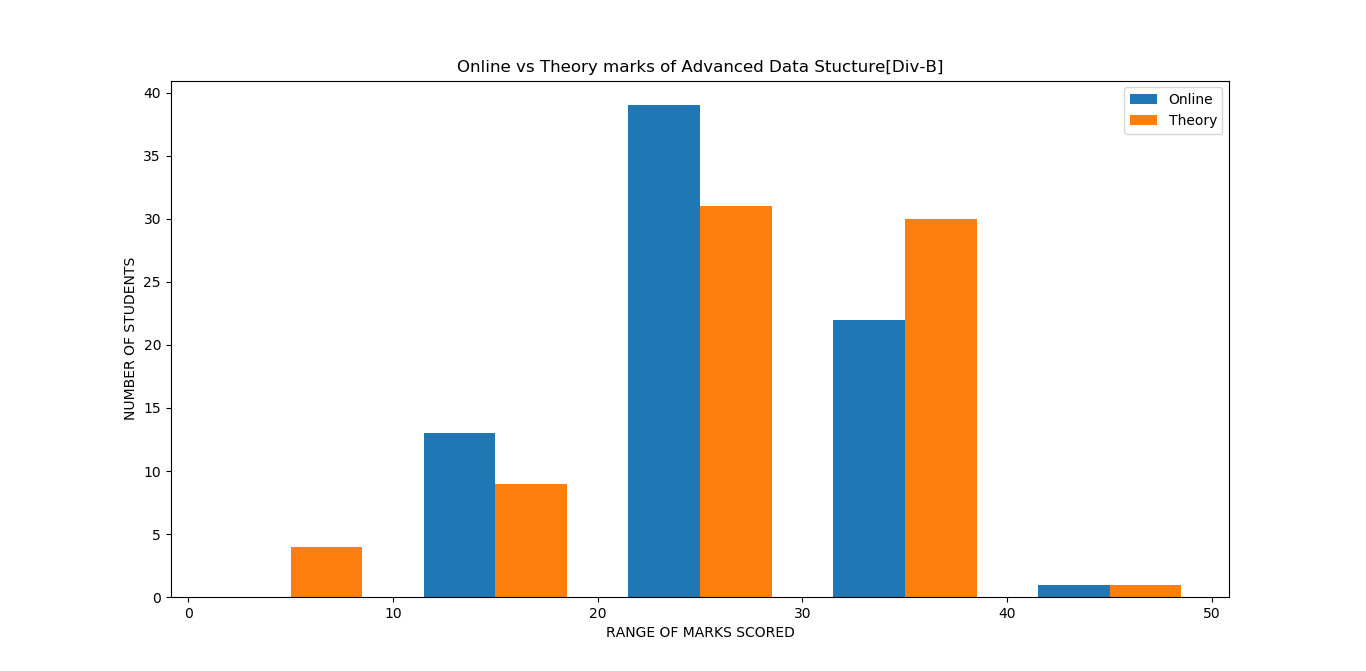 Online vs Theory marks of Advanced Data Stucture[Div-B]
Online
Theory
NUMBER OF STUDENTS
40
35
30
25
20
15
10
5
0
0 10 20 30 40 50
RANGE OF MARKS SCORED